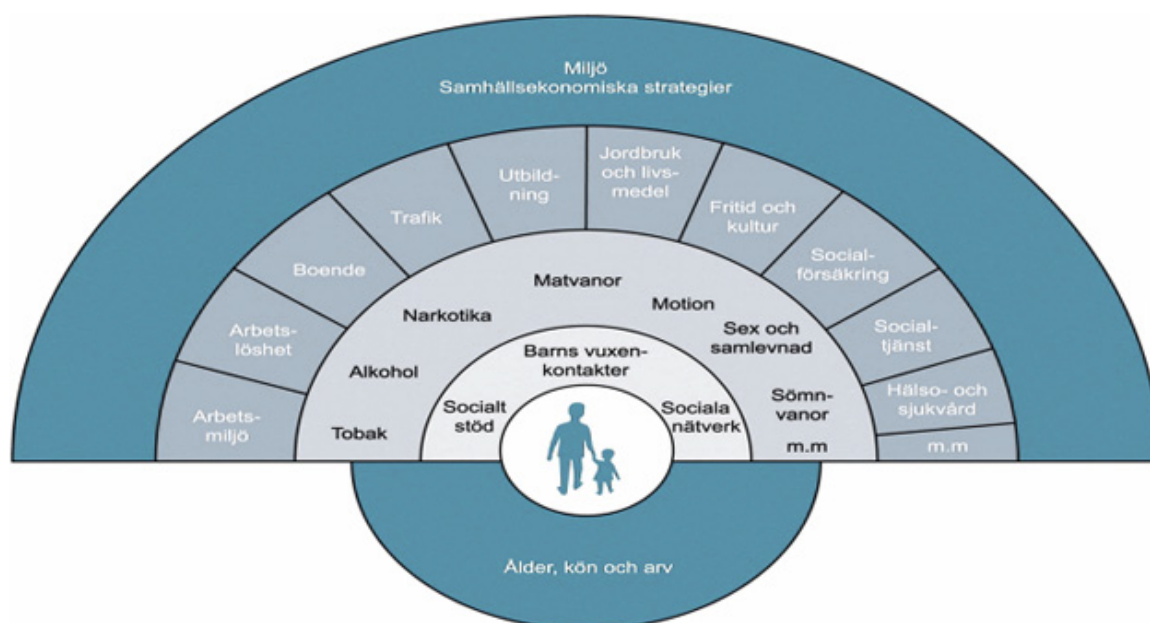 Miljö
Samhällsekonomiska strategier
Jordbruk
och livs-
medel
Utbild-
ning
Fritid och
kultur
Trafik
Social-
försäkring
Boende
Matvanor
Motion
Narkotika
Sex och
samlevnad
Arbets-
löshet
Social-
tjänst
Barns vuxen-
kontakter
Alkohol
Hälso- och
sjukvård
Sömn-
vanor
Socialt
stöd
Sociala
nätverk
Arbets-
miljö
Tobak
m.m
m.m
Ålder, kön och arv